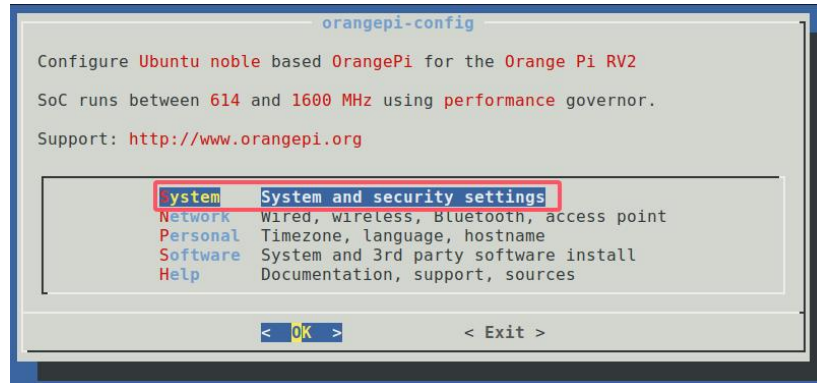 orangepi-config
Configure Ubuntu noble based OrangePi for the Orange Pi RV2
SoC runs between 614 and 1600 MHz using performance governor.
Support: http://www.orangepi.org
System System and security settings
Network Wired, wireless, Bluetooth, access point
Personal Timezone, language, hostname
Software System and 3rd party software install
Help Documentation, support, sources
< OK > < Exit >